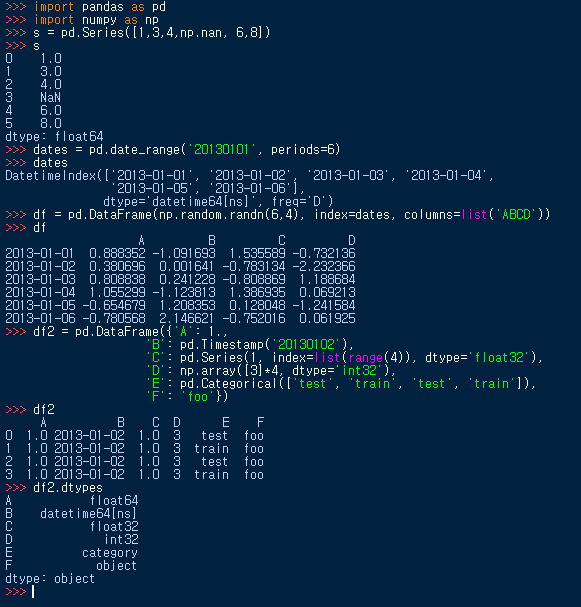 >>> import pandas as pd
>>> import numpy as np
>>> s = pd.Series([1,3,4,np.nan, 6,8])
>>> s
0    1.0
1    3.0
2    4.0
3    NaN
4    6.0
5    8.0
dtype: float64
>>> dates = pd.date_range('20130101', periods=6)
>>> dates
DatetimeIndex(['2013-01-01', '2013-01-02', '2013-01-03', '2013-01-04',
               '2013-01-05', '2013-01-06'],
              dtype='datetime64[ns]', freq='D')
>>> df = pd.DataFrame(np.random.randn(6,4), index=dates, columns=list('ABCD'))
>>> df
                   A         B         C         D
2013-01-01  0.888352 -1.091693  1.535589 -0.732136
2013-01-02  0.380696  0.001641 -0.783134 -2.232366
2013-01-03  0.808838  0.241228 -0.808869  1.188684
2013-01-04  1.055299 -1.123813  1.386935  0.069213
2013-01-05 -0.654679  1.208353  0.128048 -1.241584
2013-01-06 -0.780568  2.146621 -0.752016  0.061925
>>> df2 = pd.DataFrame({'A': 1.,
                    'B': pd.Timestamp('20130102'),
                    'C': pd.Series(1, index=list(range(4)), dtype='float32'),
                    'D': np.array([3]*4, dtype='int32'),
                    'E': pd.Categorical(['test', 'train', 'test', 'train']),
                    'F': 'foo'})
>>> df2
     A          B    C  D      E    F
0  1.0 2013-01-02  1.0  3   test  foo
1  1.0 2013-01-02  1.0  3  train  foo
2  1.0 2013-01-02  1.0  3   test  foo
3  1.0 2013-01-02  1.0  3  train  foo
>>> df2.dtypes
A           float64
B    datetime64[ns]
C           float32
D             int32
E          category
F            object
dtype: object
>>>